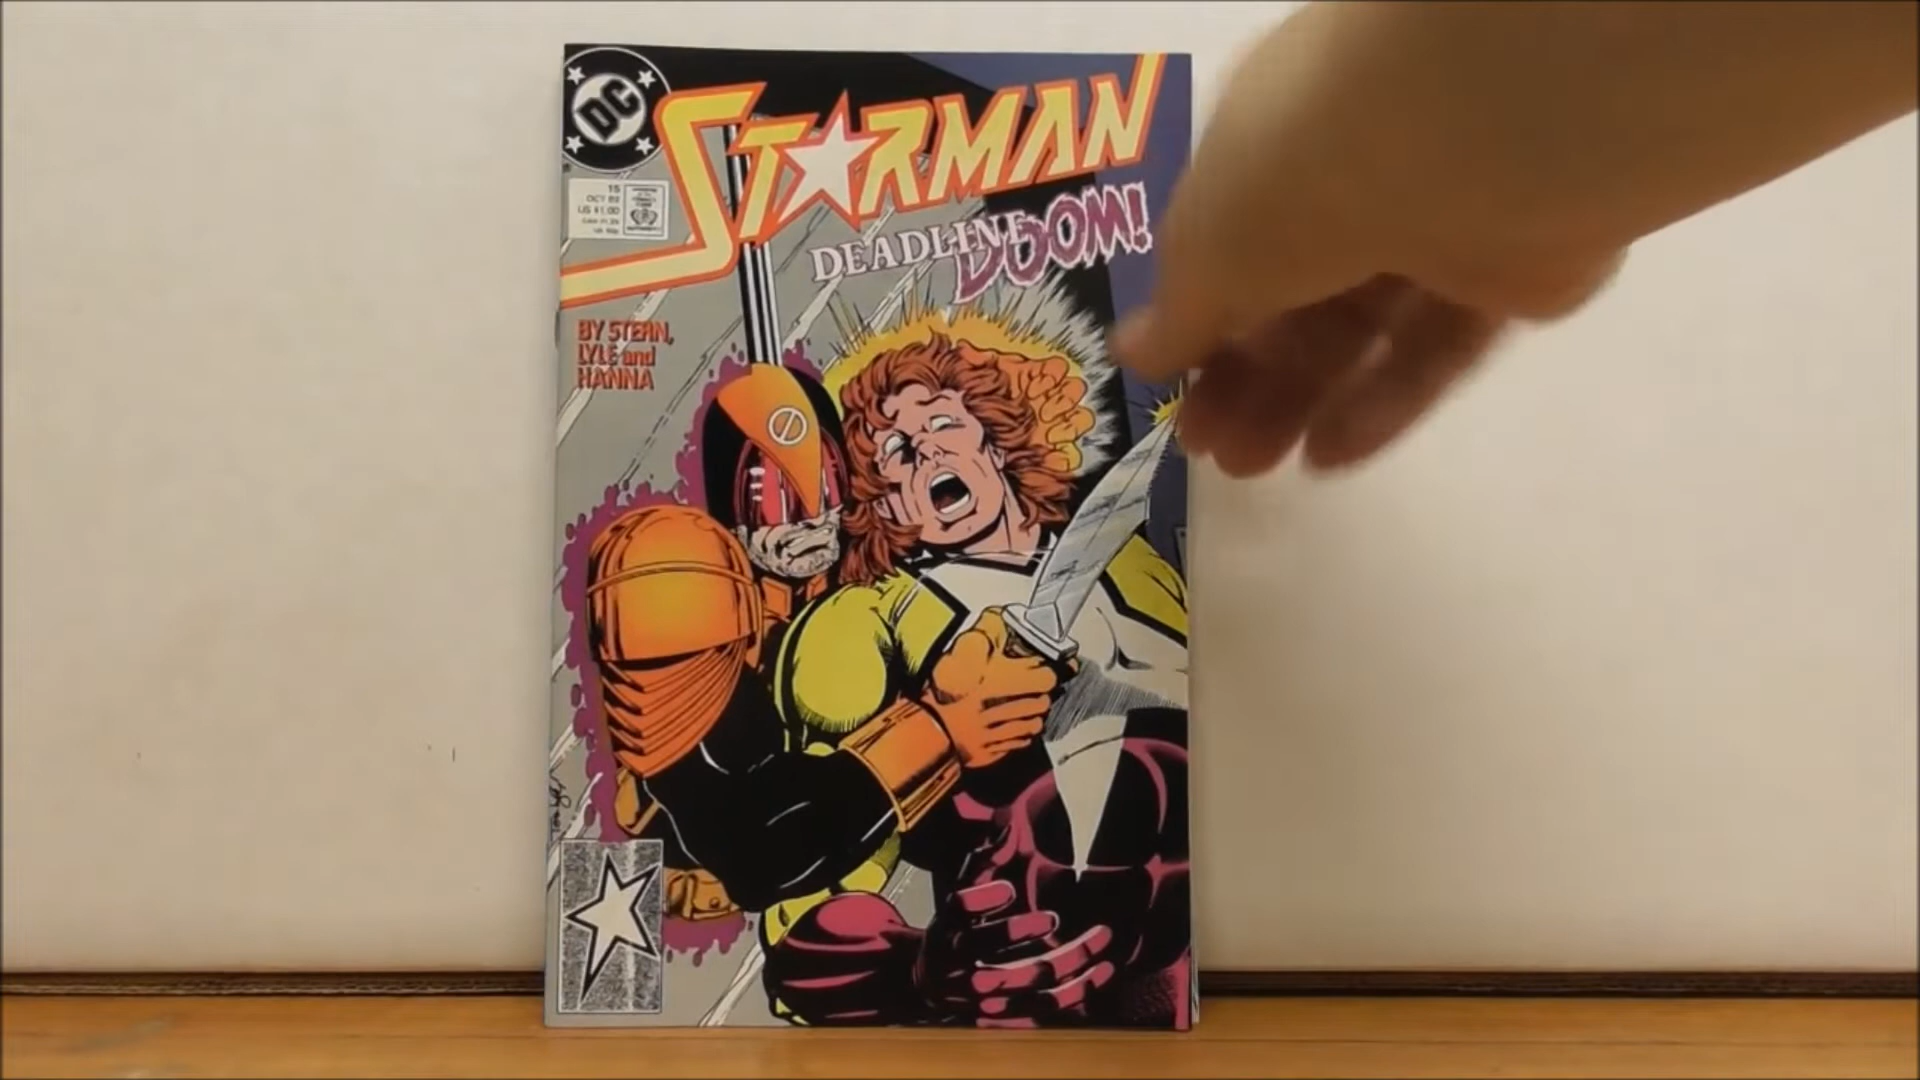 DC
STARMAN
DEADLINE
DOOM!
15
OCT 89
US $1.00
BY STERN,
LYLE and
HANNA